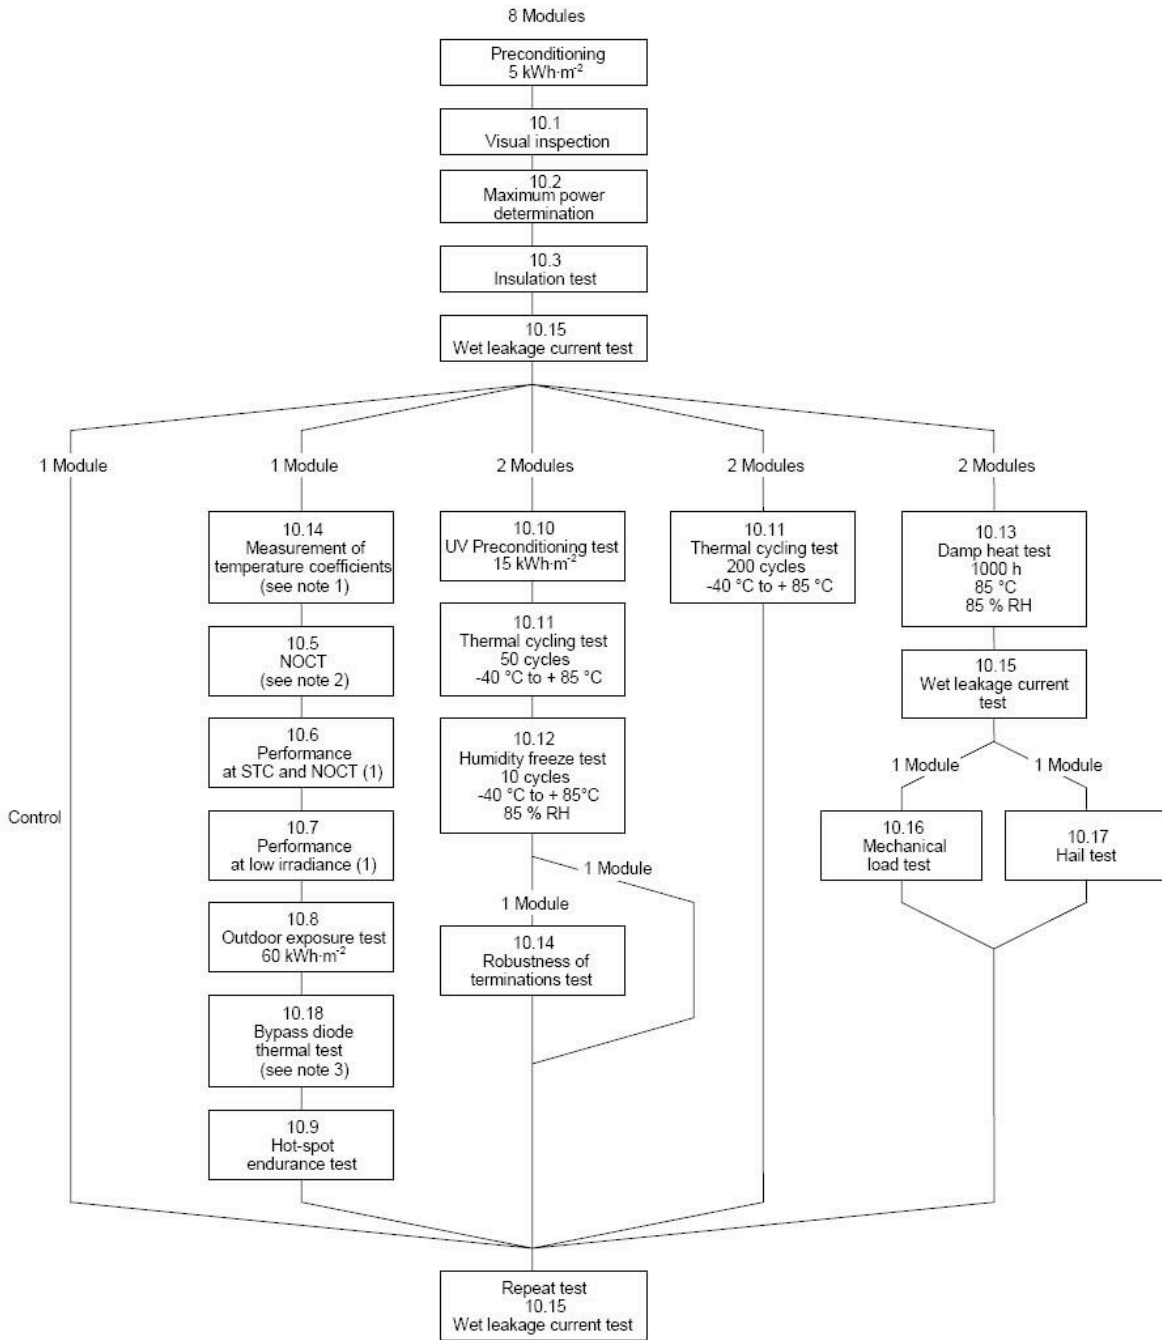 8 Modules
Preconditioning
5 kWh·m-2
10.1
Visual inspection
10.2
Maximum power
determination
10.3
Insulation test
10.15
Wet leakage current test
1 Module
1 Module
2 Modules
2 Modules
2 Modules
Control
10.14
Measurement of
temperature coefficients
(see note 1)
10.5
NOCT
(see note 2)
10.6
Performance
at STC and NOCT (1)
10.7
Performance
at low irradiance (1)
10.8
Outdoor exposure test
60 kWh·m-2
10.18
Bypass diode
thermal test
(see note 3)
10.9
Hot-spot
endurance test
10.10
UV Preconditioning test
15 kWh·m-2
10.11
Thermal cycling test
50 cycles
-40 °C to + 85 °C
10.12
Humidity freeze test
10 cycles
-40 °C to + 85°C
85 % RH
1 Module
1 Module
10.14
Robustness of
terminations test
10.11
Thermal cycling test
200 cycles
-40 °C to + 85 °C
10.13
Damp heat test
1000 h
85 °C
85 % RH
10.15
Wet leakage current
test
1 Module
1 Module
10.16
Mechanical
load test
10.17
Hail test
Repeat test
10.15
Wet leakage current test